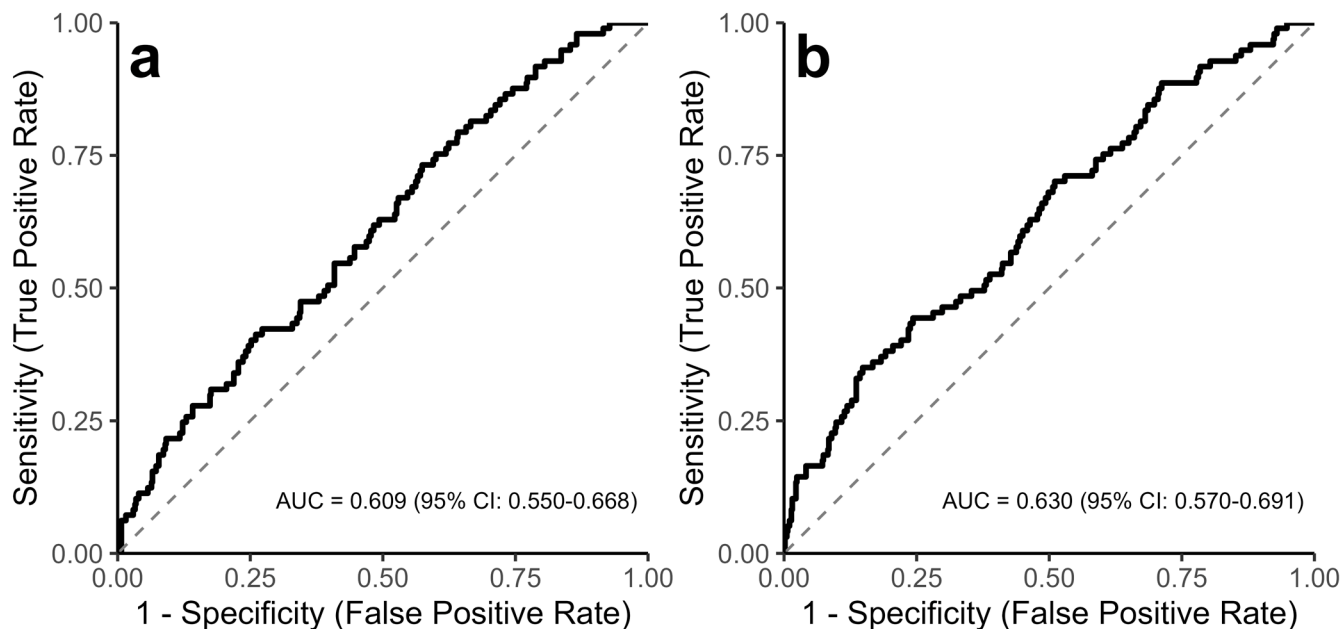 a
Sensitivity (True Positive Rate)
1.00
0.75
0.50
0.25
0.00
AUC = 0.609 (95% CI: 0.550-0.668)
0.00 0.25 0.50 0.75 1.00
1 - Specificity (False Positive Rate)
b
Sensitivity (True Positive Rate)
1.00
0.75
0.50
0.25
0.00
AUC = 0.630 (95% CI: 0.570-0.691)
0.00 0.25 0.50 0.75 1.00
1 - Specificity (False Positive Rate)